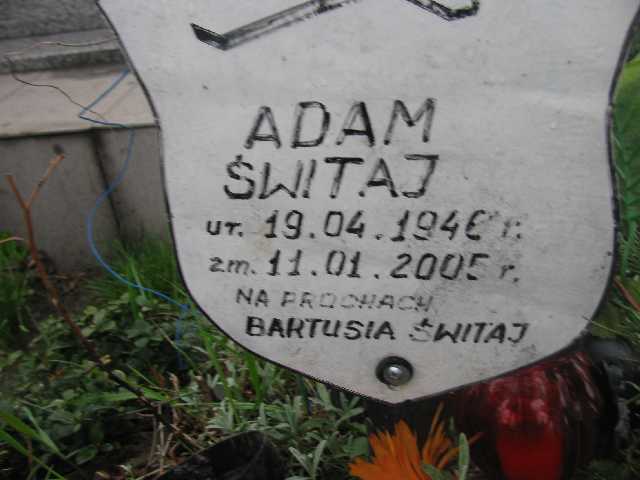 ADAM
ŚWITAJ
ur. 19.04.1946 r.
zm. 11.01.2005 r.
NA PROCHACH
BARTUSIA ŚWITAJ